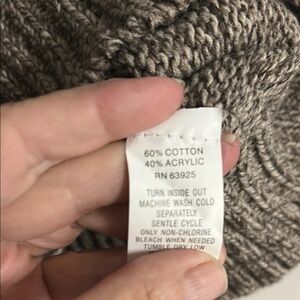 60% COTTON
40% ACRYLIC
RN 63925
TURN INSIDE OUT
MACHINE WASH COLD
SEPARATELY
GENTLE CYCLE
ONLY NON-CHLORINE
BLEACH WHEN NEEDED
TUMBLE DRY LOW